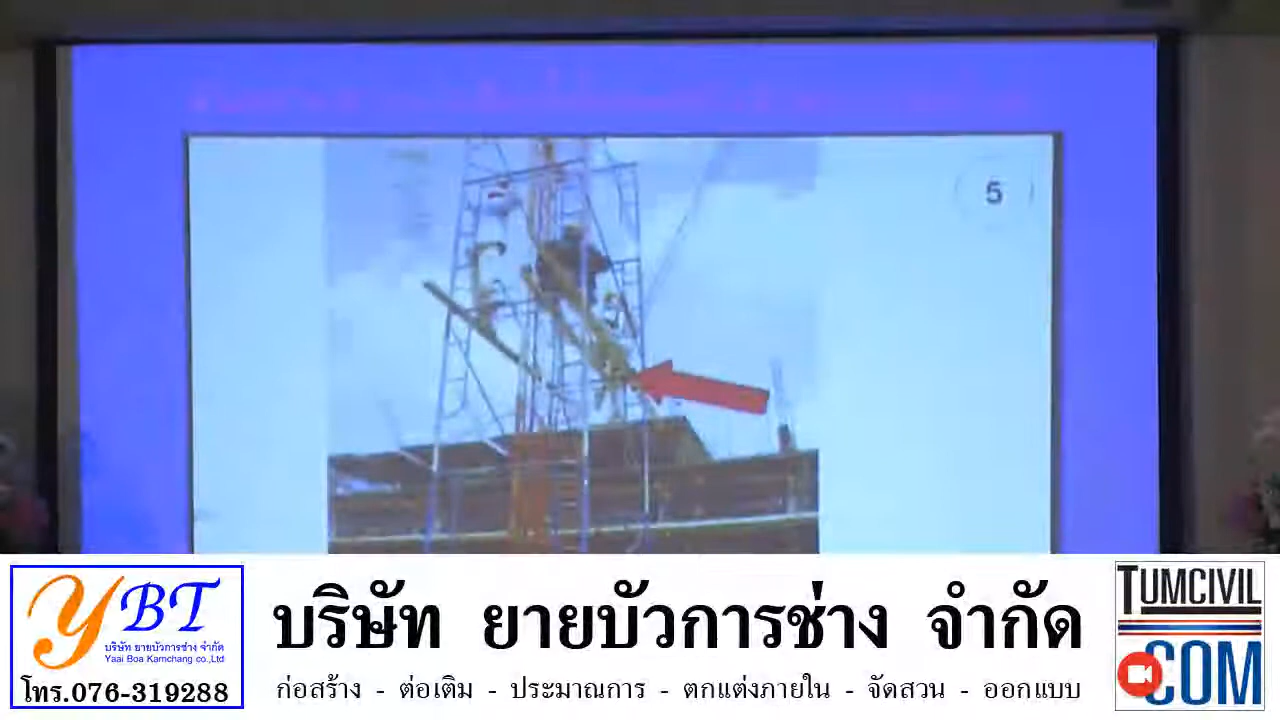 5
YBT
บริษัท ยายบัวการช่าง จำกัด
Yaai Boa Kamchang co.,Ltd
โทร.076-319288
บริษัท ยายบัวการช่าง จำกัด
ก่อสร้าง - ต่อเติม - ประมาณการ - ตกแต่งภายใน - จัดสวน - ออกแบบ
TUMCIVIL
.COM